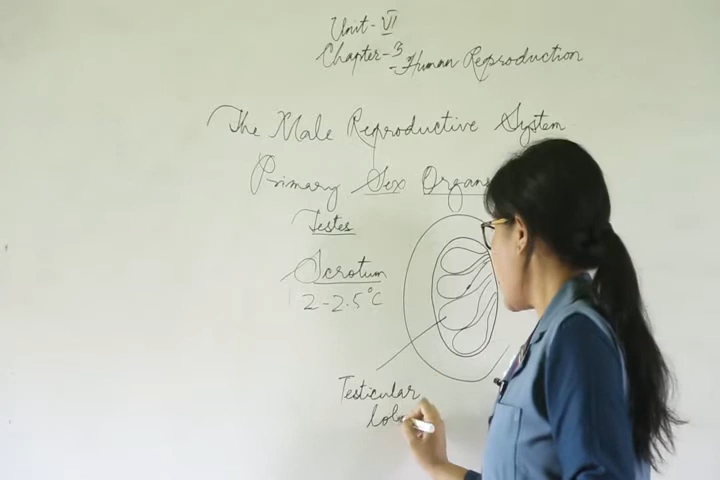 Unit-VI
Chapter-3
-Human Reproduction
The Male Reproductive System
Primary Sex Organs
Testes
Scrotum
2-2.5°C
Testicular
lob